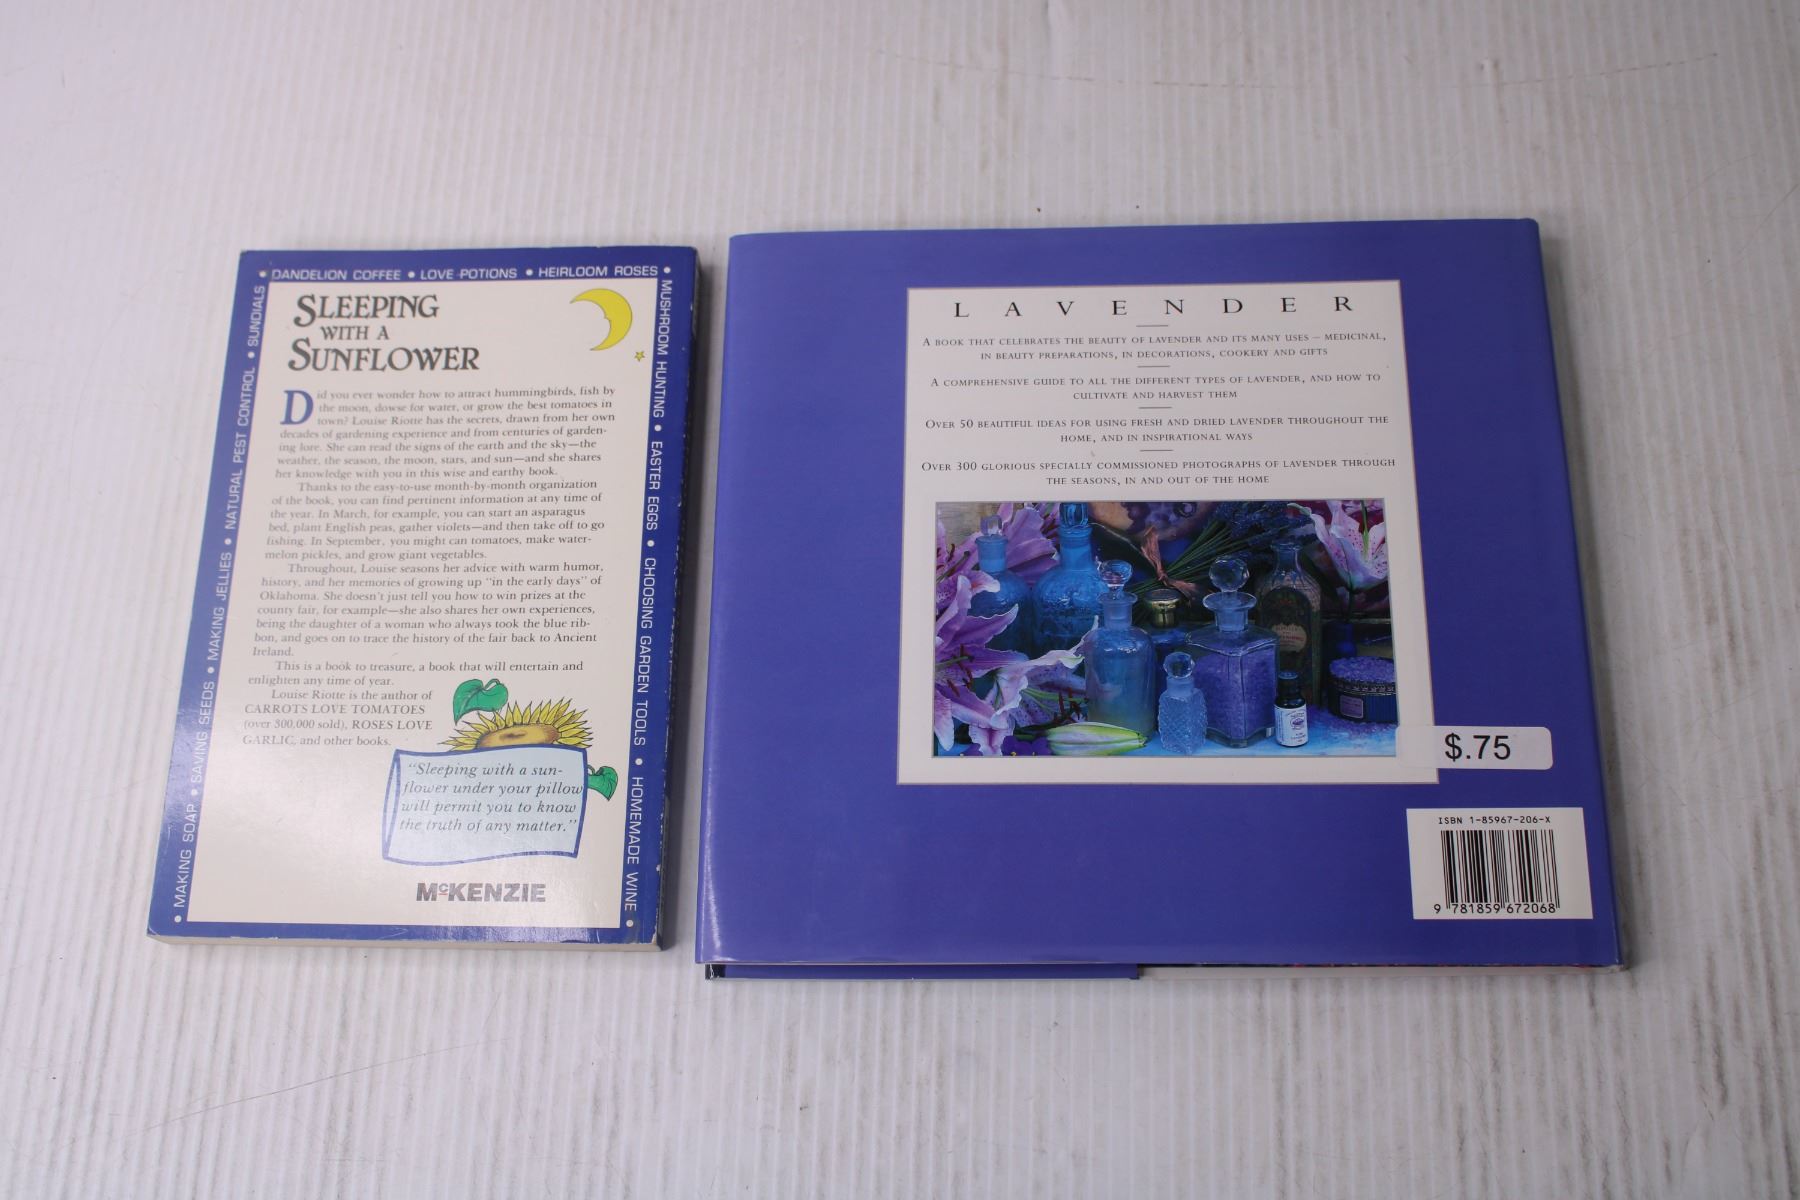 DANDELION COFFEE • LOVE POTIONS • HEIRLOOM ROSES •
MUSHROOM HUNTING • EASTER EGGS • CHOOSING GARDEN TOOLS • HOMEMADE WINE •
• MAKING SOAP • SAVING SEEDS • MAKING JELLIES • NATURAL PEST CONTROL • SUNDIALS •
SLEEPING
WITH A
SUNFLOWER
Did you ever wonder how to attract hummingbirds, fish by
the moon, dowse for water, or grow the best tomatoes in
town? Louise Riotte has the secrets, drawn from her own
decades of gardening experience and from centuries of garden-
ing lore. She can read the signs of the earth and the sky—the
weather, the season, the moon, stars, and sun—and she shares
her knowledge with you in this wise and earthy book.
Thanks to the easy-to-use month-by-month organization
of the book, you can find pertinent information at any time of
the year. In March, for example, you can start an asparagus
bed, plant English peas, gather violets—and then take off to go
fishing. In September, you might can tomatoes, make water-
melon pickles, and grow giant vegetables.
Throughout, Louise seasons her advice with warm humor,
history, and her memories of growing up "in the early days" of
Oklahoma. She doesn't just tell you how to win prizes at the
county fair, for example—she also shares her own experiences,
being the daughter of a woman who always took the blue rib-
bon, and goes on to trace the history of the fair back to Ancient
Ireland.
This is a book to treasure, a book that will entertain and
enlighten any time of year.
Louise Riotte is the author of
CARROTS LOVE TOMATOES
(over 300,000 sold), ROSES LOVE
GARLIC, and other books.
"Sleeping with a sun-
flower under your pillow
will permit you to know
the truth of any matter."
McKENZIE
LAVENDER
A BOOK THAT CELEBRATES THE BEAUTY OF LAVENDER AND ITS MANY USES – MEDICINAL,
IN BEAUTY PREPARATIONS, IN DECORATIONS, COOKERY AND GIFTS
A COMPREHENSIVE GUIDE TO ALL THE DIFFERENT TYPES OF LAVENDER, AND HOW TO
CULTIVATE AND HARVEST THEM
OVER 50 BEAUTIFUL IDEAS FOR USING FRESH AND DRIED LAVENDER THROUGHOUT THE
HOME, AND IN INSPIRATIONAL WAYS
OVER 300 GLORIOUS SPECIALLY COMMISSIONED PHOTOGRAPHS OF LAVENDER THROUGH
THE SEASONS, IN AND OUT OF THE HOME
$.75
ISBN 1-85967-206-X
9 781859 672068